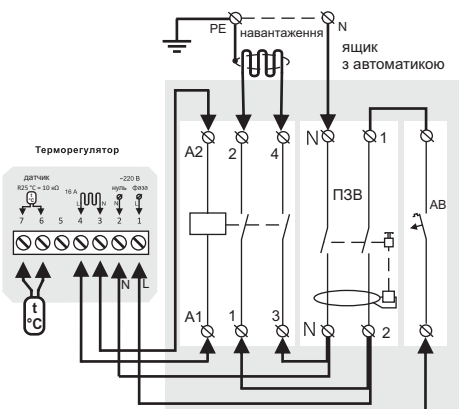 PE
N
навантаження
ящик
з автоматикою
A2
2
4
N
1
Терморегулятор
датчик
R25 °C = 10 кΩ
t
°C
16 A
L
N
~220 В
нуль
фаза
N
L
7
6
5
4
3
2
1
ПЗВ
АВ
N
L
t
°C
A1
1
3
N
2